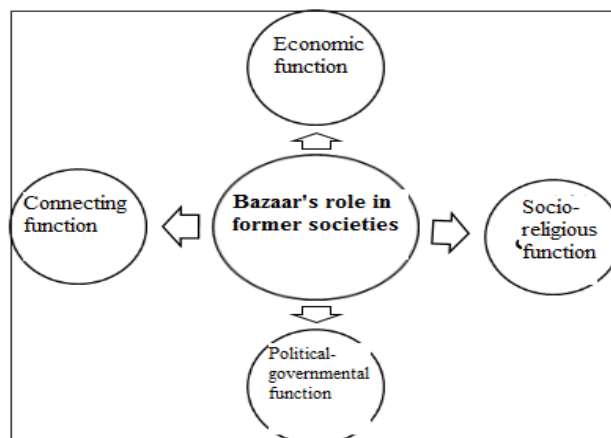 Economic
function
Connecting
function
Bazaar's role in
former societies
Socio-
religious
function
Political-
governmental
function